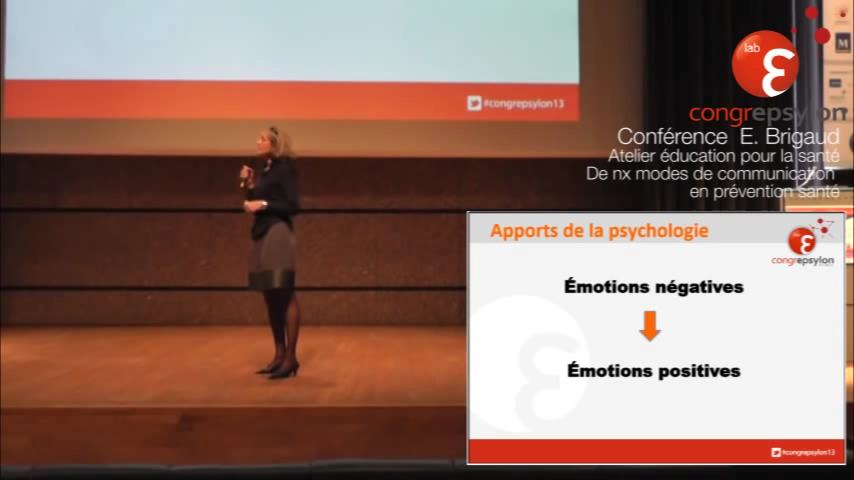 #congrepsylon13
lab
congrepsylon
Conférence E. Brigaud
Atelier éducation pour la santé
De nx modes de communication
en prévention santé
M
Apports de la psychologie
lab
congrepsylon
Émotions négatives
Émotions positives
#congrepsylon13